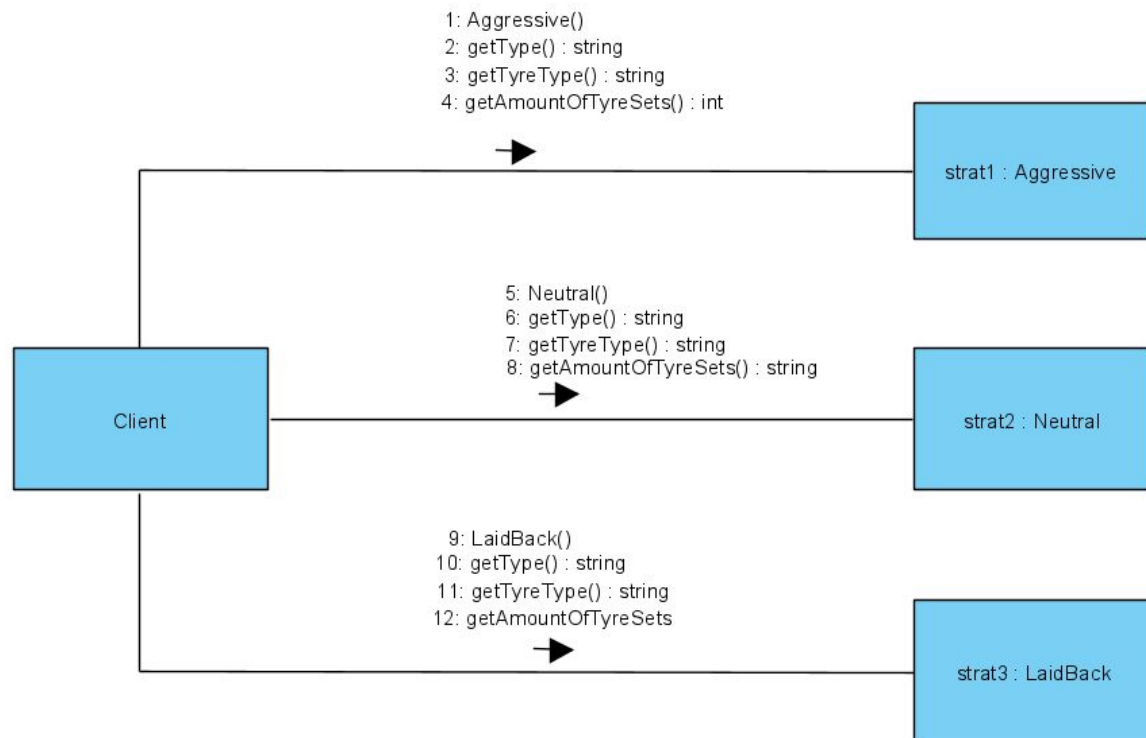 1: Aggressive()
2: getType() : string
3: getTyreType() : string
4: getAmountOfTyreSets() : int
strat1 : Aggressive
5: Neutral()
6: getType() : string
7: getTyreType() : string
8: getAmountOfTyreSets() : string
Client
strat2 : Neutral
9: LaidBack()
10: getType() : string
11: getTyreType() : string
12: getAmountOfTyreSets
strat3 : LaidBack